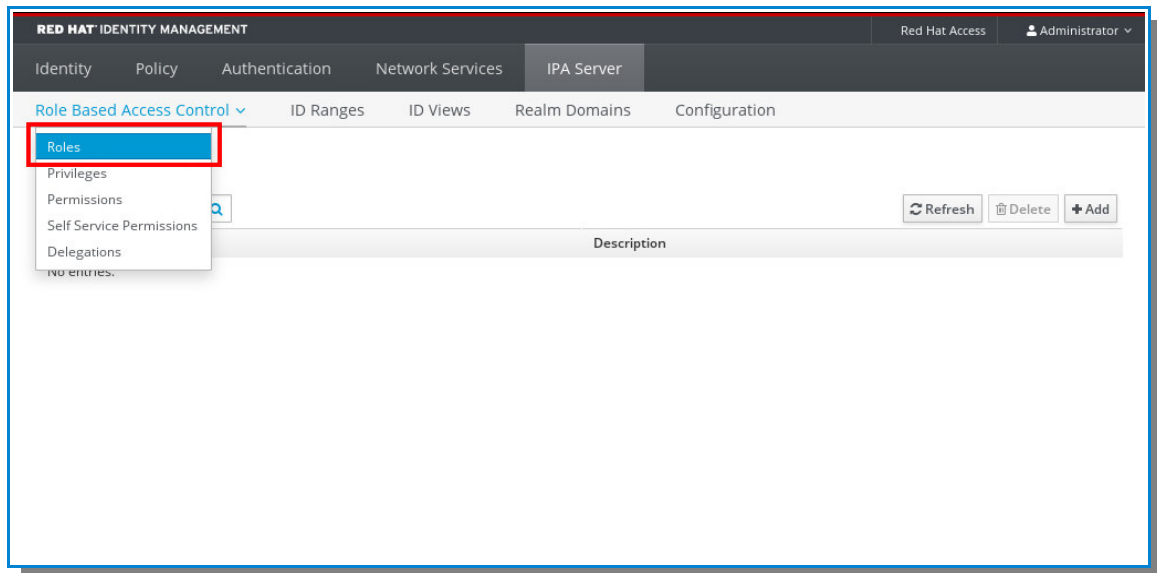 RED HAT® IDENTITY MANAGEMENT Red Hat Access Administrator
Identity Policy Authentication Network Services IPA Server
Role Based Access Control ID Ranges ID Views Realm Domains Configuration
Roles
Privileges
Permissions
Self Service Permissions
Delegations
Refresh Delete Add
Description
No entries.